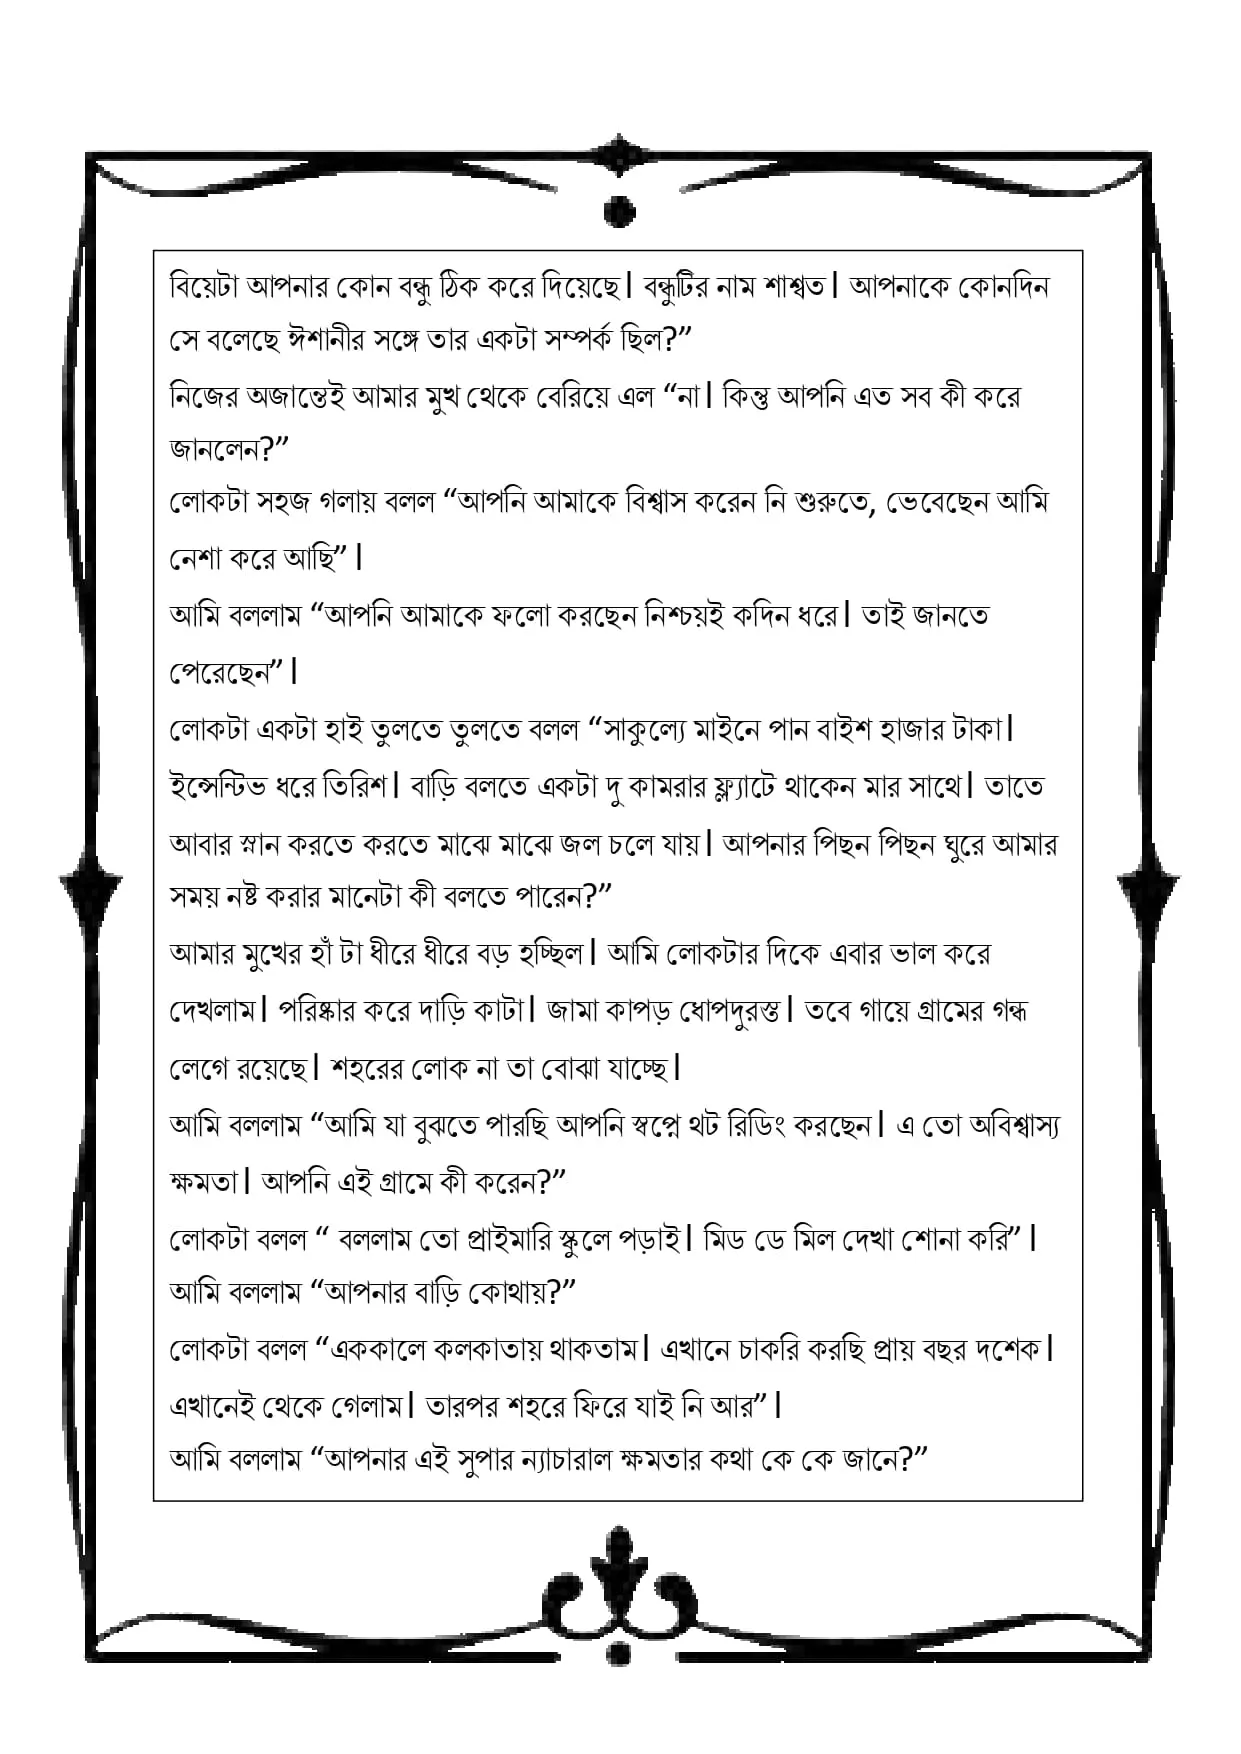 বিয়েটা আপনার কোন বন্ধু ঠিক করে দিয়েছে। বন্ধুটির নাম শাশ্বত। আপনাকে কোনদিন
সে বলেছে ঈশানীর সঙ্গে তার একটা সম্পর্ক ছিল?”
নিজের অজান্তেই আমার মুখ থেকে বেরিয়ে এল “না। কিন্তু আপনি এত সব কী করে
জানলেন?”
লোকটা সহজ গলায় বলল “আপনি আমাকে বিশ্বাস করেন নি শুরুতে, ভেবেছেন আমি
নেশা করে আছি”।
আমি বললাম “আপনি আমাকে ফলো করছেন নিশ্চয়ই কদিন ধরে। তাই জানতে
পেরেছেন”।
লোকটা একটা হাই তুলতে তুলতে বলল “সাকুল্যে মাইনে পান বাইশ হাজার টাকা।
ইন্সেন্টিভ ধরে তিরিশ। বাড়ি বলতে একটা দু কামরার ফ্ল্যাটে থাকেন মার সাথে। তাতে
আবার স্নান করতে করতে মাঝে মাঝে জল চলে যায়। আপনার পিছন পিছন ঘুরে আমার
সময় নষ্ট করার মানেটা কী বলতে পারেন?”
আমার মুখের হাঁ টা ধীরে ধীরে বড় হচ্ছিল। আমি লোকটার দিকে এবার ভাল করে
দেখলাম। পরিষ্কার করে দাড়ি কাটা। জামা কাপড় ধোপদুরস্ত। তবে গায়ে গ্রামের গন্ধ
লেগে রয়েছে। শহরের লোক না তা বোঝা যাচ্ছে।
আমি বললাম “আমি যা বুঝতে পারছি আপনি স্বপ্নে থট রিডিং করছেন। এ তো অবিশ্বাস্য
ক্ষমতা। আপনি এই গ্রামে কী করেন?”
লোকটা বলল “ বললাম তো প্রাইমারি স্কুলে পড়াই। মিড ডে মিল দেখা শোনা করি”।
আমি বললাম “আপনার বাড়ি কোথায়?”
লোকটা বলল “এককালে কলকাতায় থাকতাম। এখানে চাকরি করছি প্রায় বছর দশেক।
এখানেই থেকে গেলাম। তারপর শহরে ফিরে যাই নি আর”।
আমি বললাম “আপনার এই সুপার ন্যাচারাল ক্ষমতার কথা কে কে জানে?”